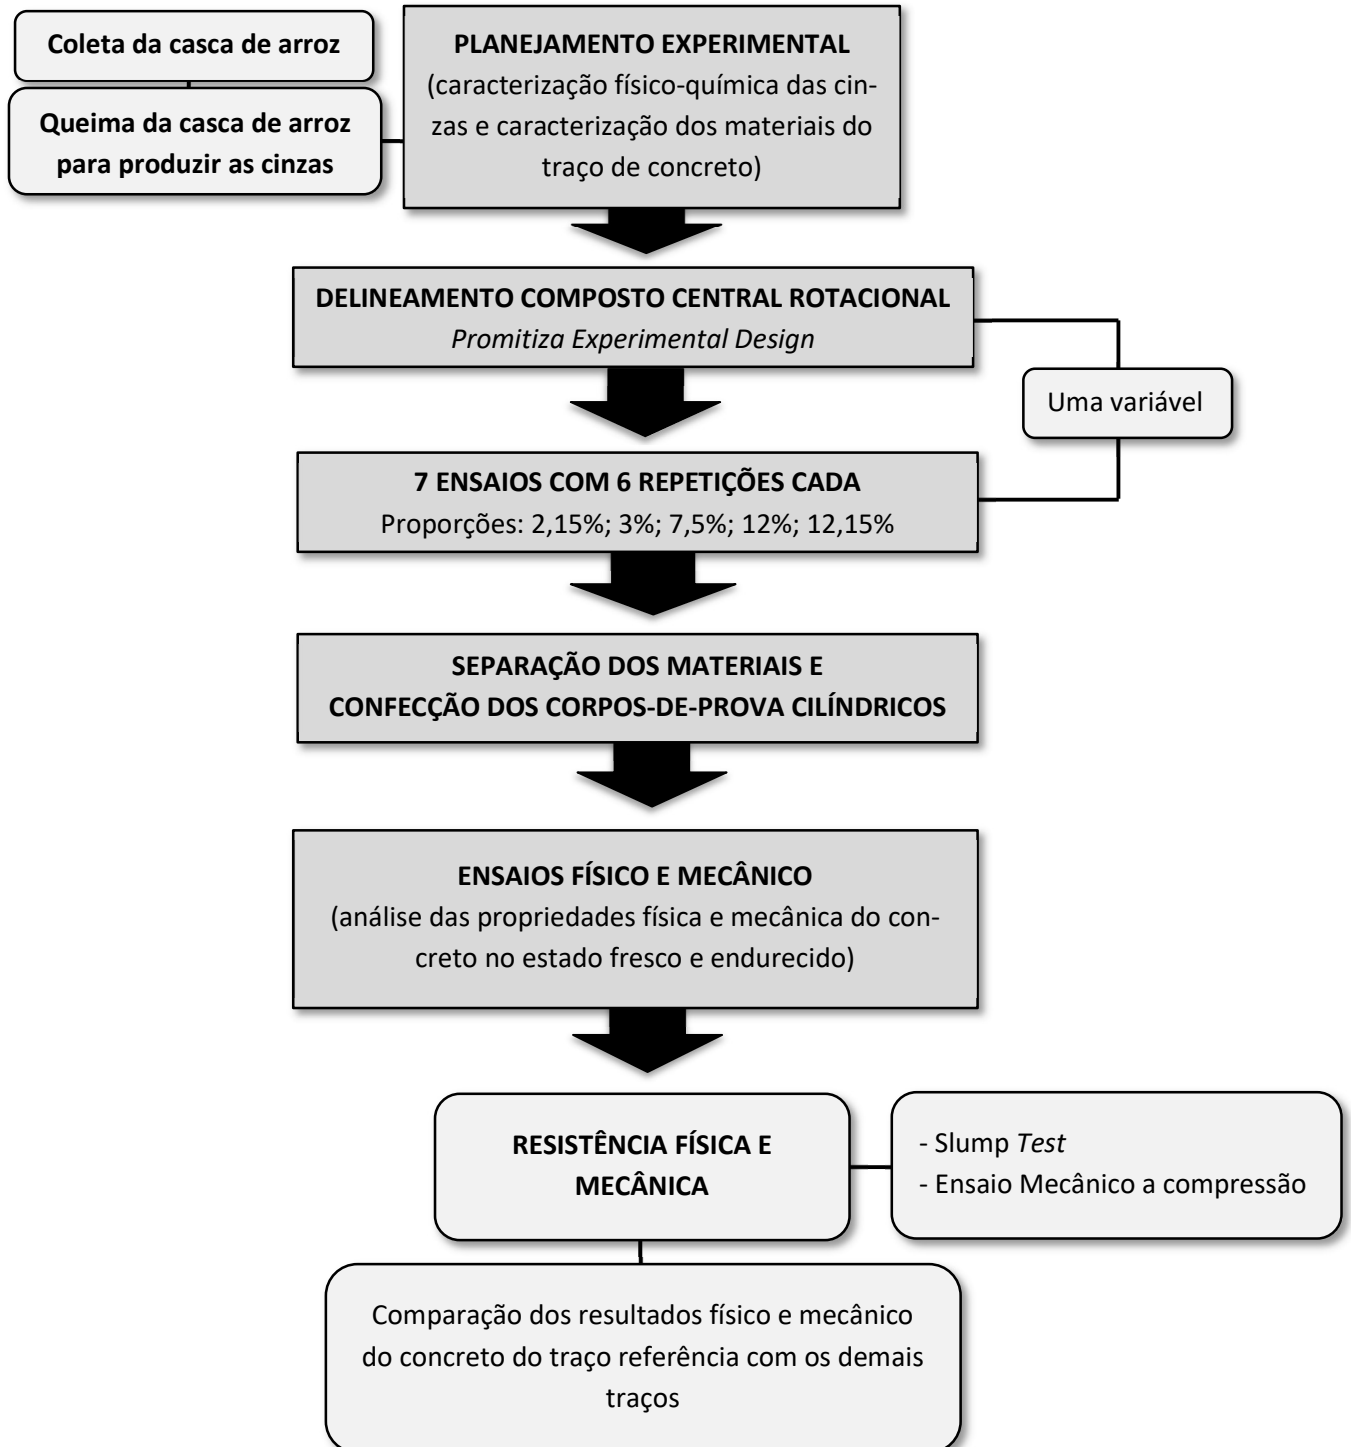 Coleta da casca de arroz
Queima da casca de arroz
para produzir as cinzas
PLANEJAMENTO EXPERIMENTAL
(caracterização físico-química das cin-
zas e caracterização dos materiais do
traço de concreto)
DELINEAMENTO COMPOSTO CENTRAL ROTACIONAL
Promitiza Experimental Design
Uma variável
7 ENSAIOS COM 6 REPETIÇÕES CADA
Proporções: 2,15%; 3%; 7,5%; 12%; 12,15%
SEPARAÇÃO DOS MATERIAIS E
CONFECÇÃO DOS CORPOS-DE-PROVA CILÍNDRICOS
ENSAIOS FÍSICO E MECÂNICO
(análise das propriedades física e mecânica do con-
creto no estado fresco e endurecido)
RESISTÊNCIA FÍSICA E
MECÂNICA
- Slump Test
- Ensaio Mecânico a compressão
Comparação dos resultados físico e mecânico
do concreto do traço referência com os demais
traços